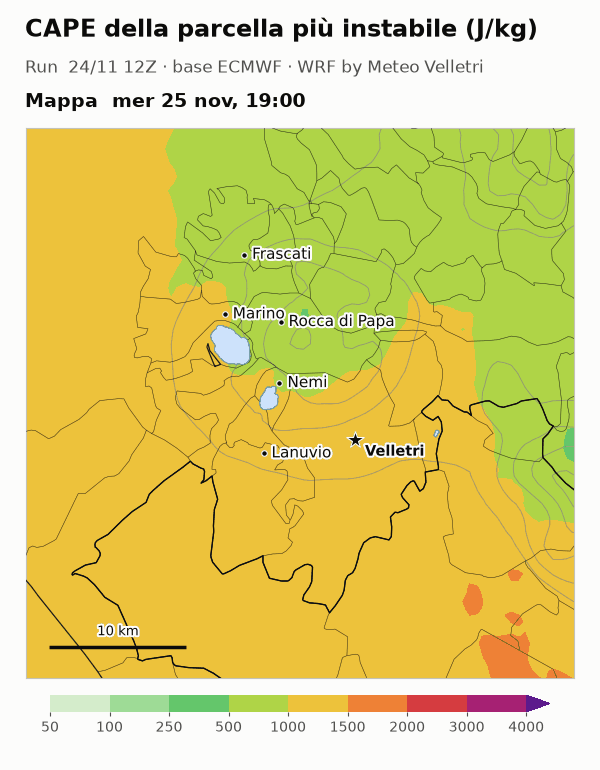 CAPE della parcella più instabile (J/kg)
Run  24/11 12Z · base ECMWF · WRF by Meteo Velletri
Mappa  mer 25 nov, 19:00
Frascati
Marino
Rocca di Papa
Nemi
Velletri
Lanuvio
10 km
50 100 250 500 1000 1500 2000 3000 4000